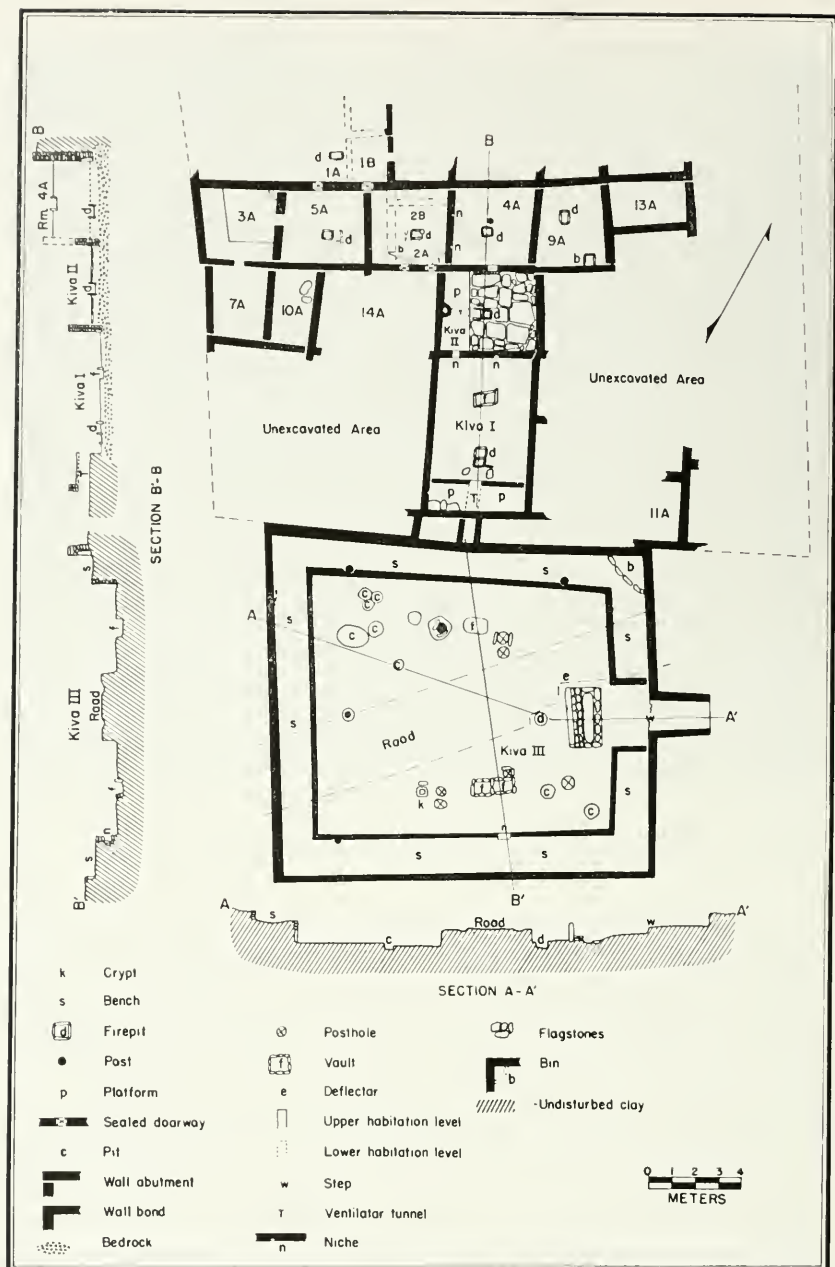 B
1B
d
1A
3A
5A
2B
n
4A
d
13A
d
d
d
9A
b
2A
n
b
7A
10A
14A
p
Kiva
II
T
d
n
n
Unexcavated Area
Unexcavated Area
f
Kiva I
d
p
T
p
11A
B
Rm. 4A
d
Kiva II
d
f
Kiva I
d
SECTION B'-B
s
f
Kiva III
Road
f
n
s
B'
s
s
b
A
s
c
c
c
c
c
f
s
c
e
s
Road
d
w
A'
Kiva III
k
f
f
c
c
s
n
s
s
B'
A
s
Road
w
A'
c
d
SECTION A-A'
k Crypt
s Bench
d Firepit
Post
p Platform
Sealed doorway
c Pit
Wall abutment
Wall bond
Bedrock
Posthole
f Vault
e Deflector
Upper habitation level
Lower habitation level
w Step
T Ventilator tunnel
n Niche
Flagstones
Bin
b
-Undisturbed clay
0 1 2 3 4
METERS